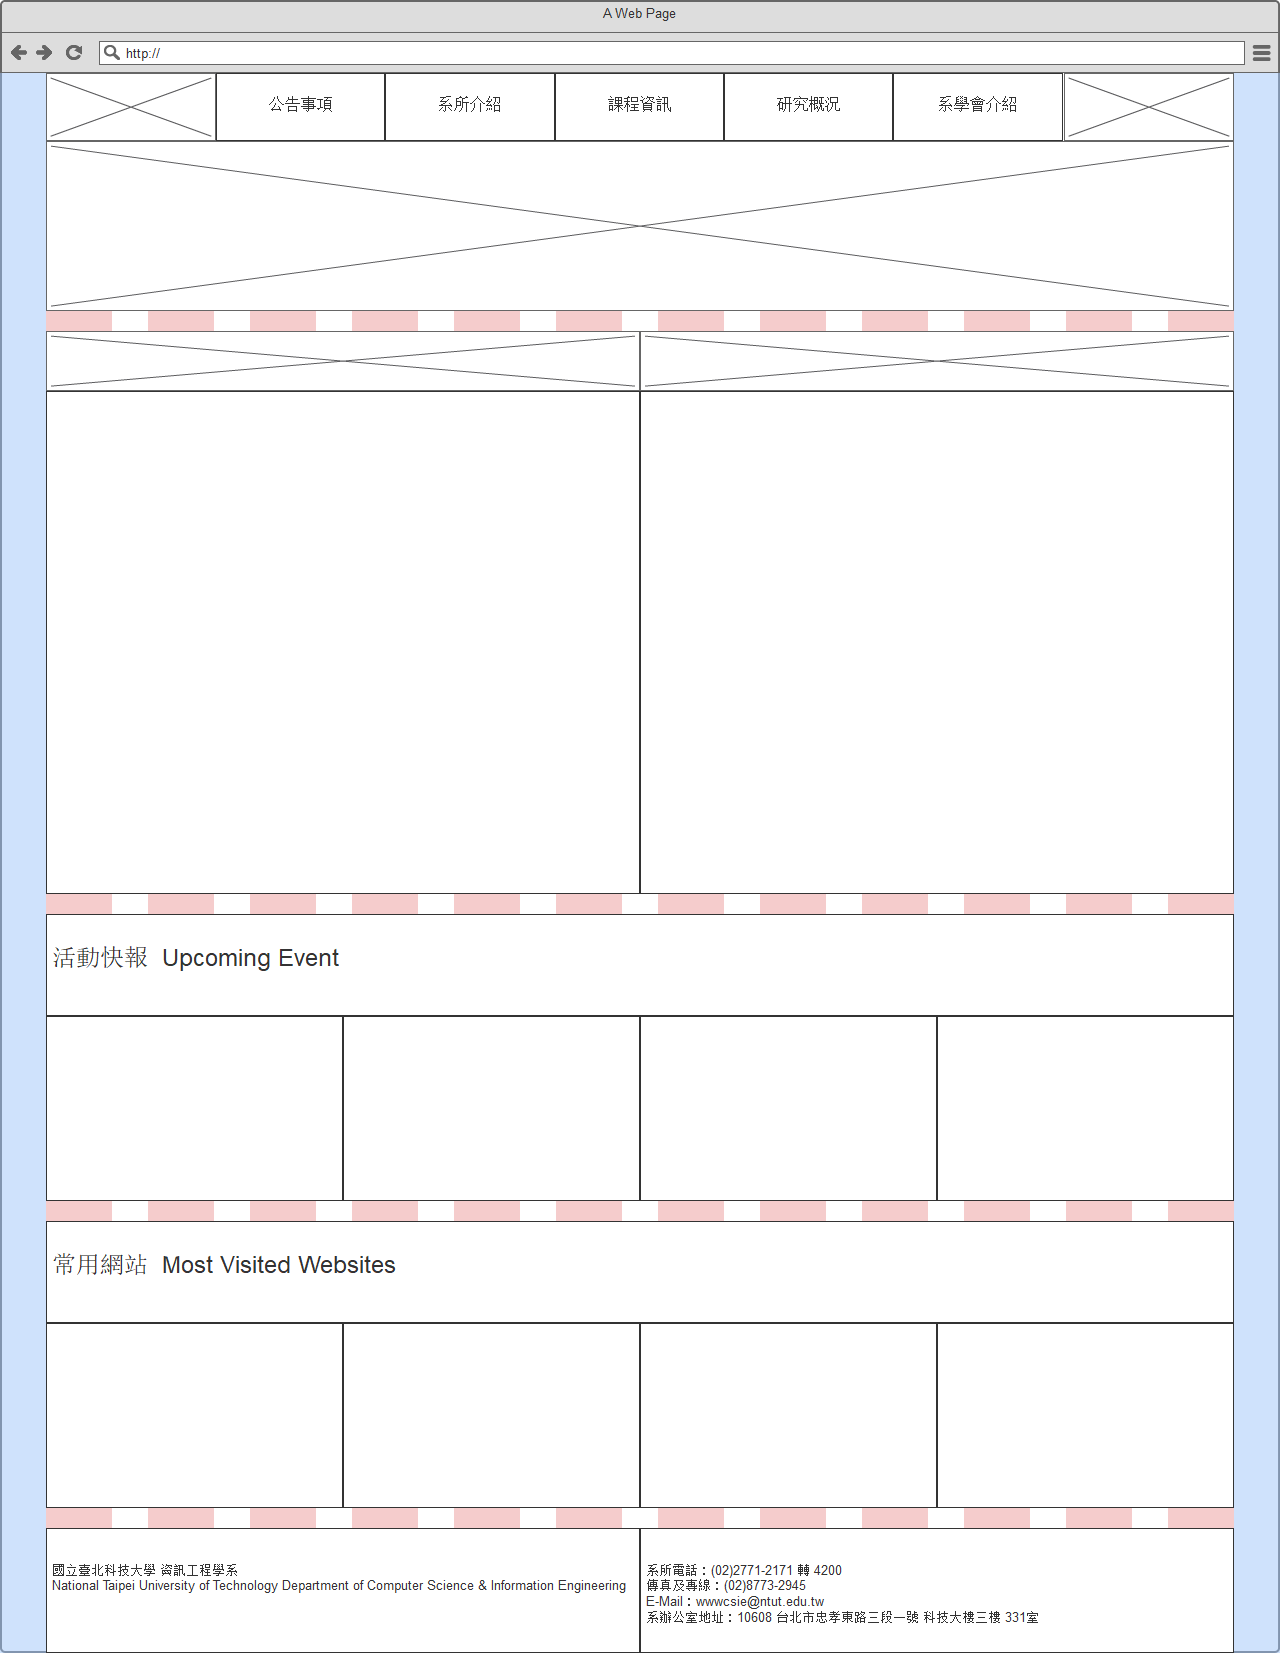 A Web Page
http://
公告事項
系所介紹
課程資訊
研究概況
系學會介紹
活動快報 Upcoming Event
常用網站 Most Visited Websites
國立臺北科技大學 資訊工程學系
National Taipei University of Technology Department of Computer Science & Information Engineering
系所電話：(02)2771-2171 轉 4200
傳真及專線：(02)8773-2945
E-Mail：wwwcsie@ntut.edu.tw
系辦公室地址：10608 台北市忠孝東路三段一號 科技大樓三樓 331室